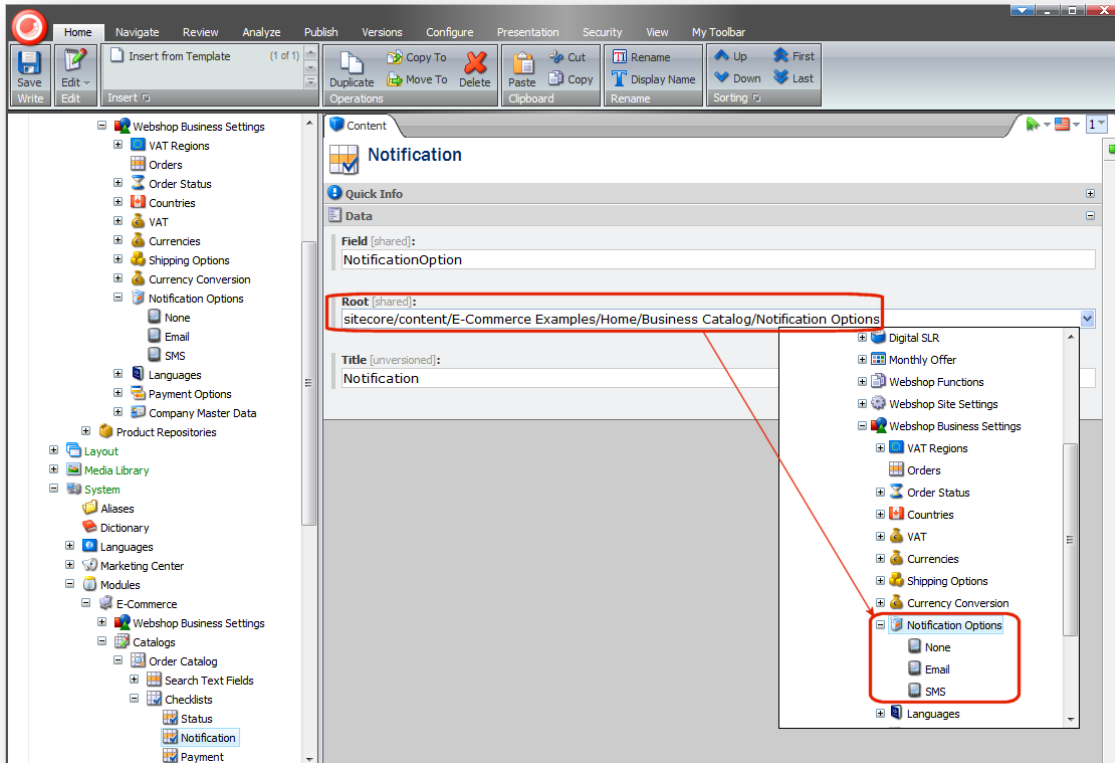 Home Navigate Review Analyze Publish Versions Configure Presentation Security View My Toolbar
Save
Write
Edit
Edit
Insert from Template (1 of 1)
Insert
Duplicate
Copy To
Move To
Delete
Operations
Paste
Cut
Copy
Clipboard
Rename
Display Name
Rename
Up
Down
First
Last
Sorting
Webshop Business Settings
VAT Regions
Orders
Order Status
Countries
VAT
Currencies
Shipping Options
Currency Conversion
Notification Options
None
Email
SMS
Languages
Payment Options
Company Master Data
Product Repositories
Layout
Media Library
System
Aliases
Dictionary
Languages
Marketing Center
Modules
E-Commerce
Webshop Business Settings
Catalogs
Order Catalog
Search Text Fields
Checklists
Status
Notification
Payment
Content
1
Notification
Quick Info
Data
Field [shared]:
NotificationOption
Root [shared]:
sitecore/content/E-Commerce Examples/Home/Business Catalog/Notification Options
Title [unversioned]:
Notification
Digital SLR
Monthly Offer
Webshop Functions
Webshop Site Settings
Webshop Business Settings
VAT Regions
Orders
Order Status
Countries
VAT
Currencies
Shipping Options
Currency Conversion
Notification Options
None
Email
SMS
Languages